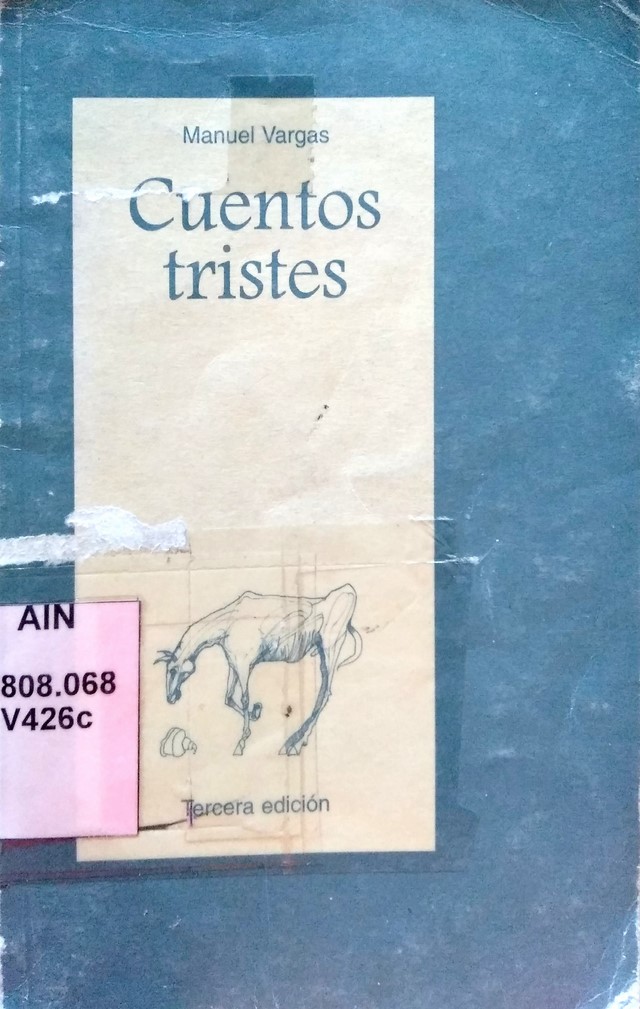 Manuel Vargas
Cuentos
tristes
AIN
808.068
V426c
Tercera edición